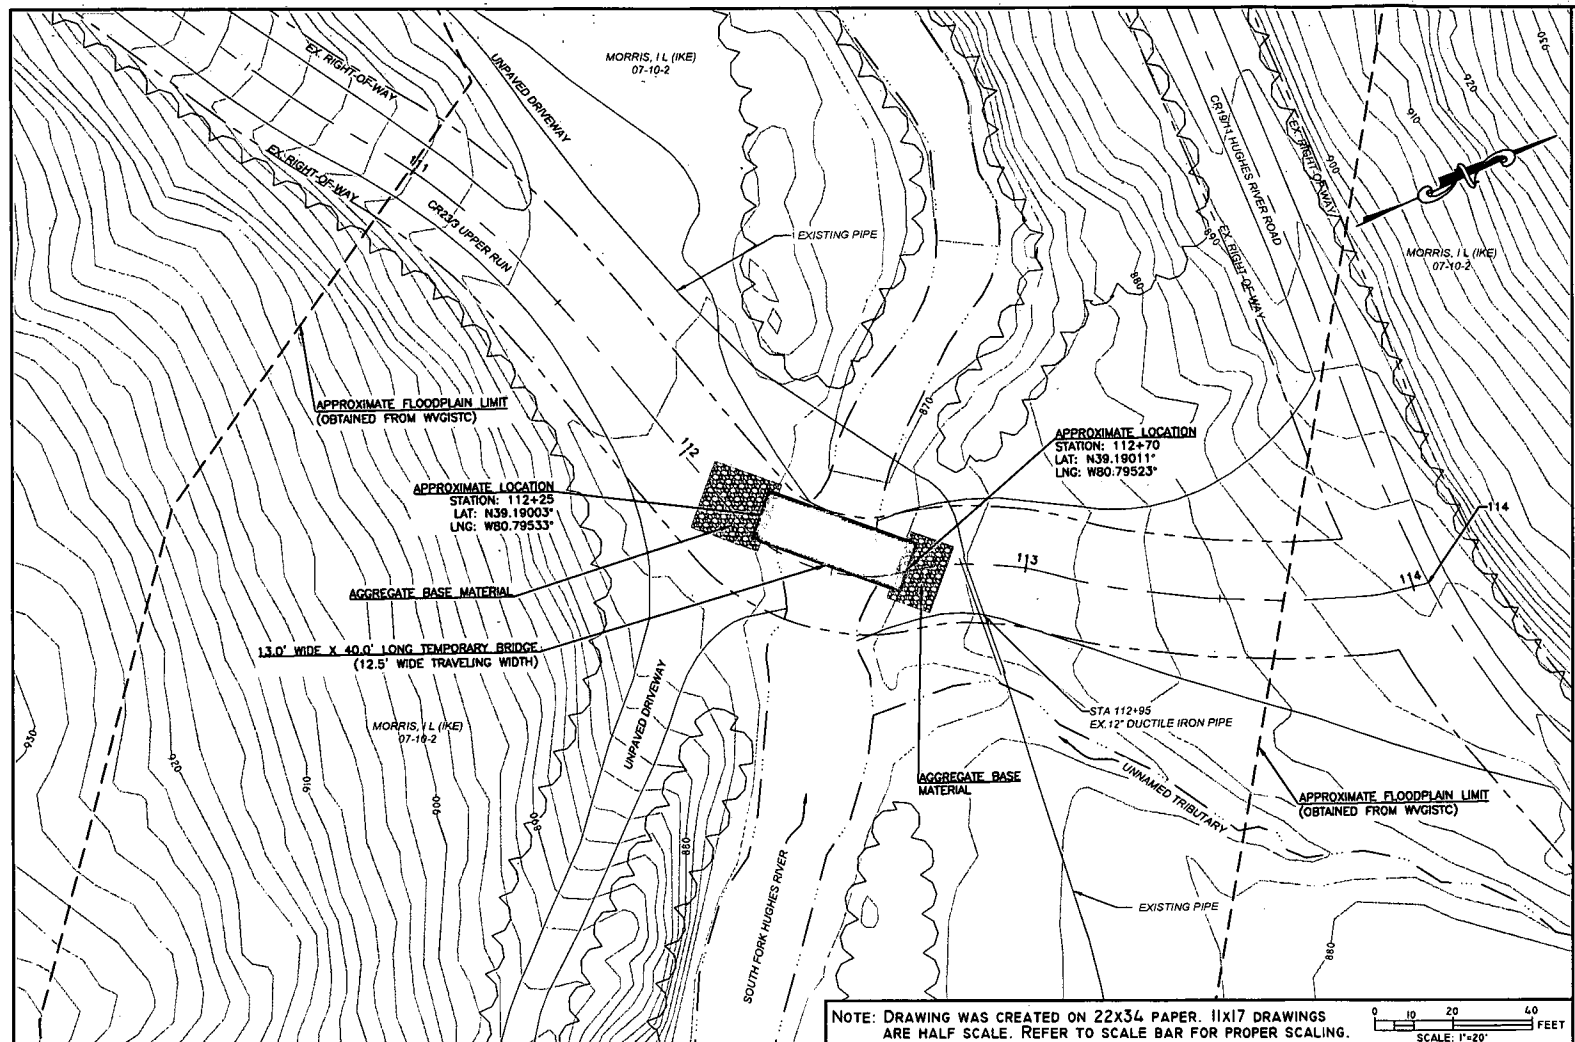 MORRIS, I L (IKE)
07-10-2
EX. RIGHT-OF-WAY
UNPAVED DRIVEWAY
EX. RIGHT-OF-WAY
111
CR23/3 UPPER RUN
EXISTING PIPE
CR19/11 HUGHES RIVER ROAD
EX. RIGHT-OF-WAY
EX. RIGHT-OF-WAY
930
920
910
900
890
880
870
N
MORRIS, I L (IKE)
07-10-2
APPROXIMATE FLOODPLAIN LIMIT
(OBTAINED FROM WVGISTC)
112
APPROXIMATE LOCATION
STATION: 112+25
LAT: N39.19003°
LNG: W80.79533°
APPROXIMATE LOCATION
STATION: 112+70
LAT: N39.19011°
LNG: W80.79523°
114
113
114
AGGREGATE BASE MATERIAL
13.0' WIDE X 40.0' LONG TEMPORARY BRIDGE
(12.5' WIDE TRAVELING WIDTH)
MORRIS, I L (IKE)
07-10-2
UNPAVED DRIVEWAY
STA 112+95
EX.12" DUCTILE IRON PIPE
930
920
910
900
890
880
AGGREGATE BASE
MATERIAL
UNNAMED TRIBUTARY
APPROXIMATE FLOODPLAIN LIMIT
(OBTAINED FROM WVGISTC)
SOUTH FORK HUGHES RIVER
EXISTING PIPE
880
NOTE: DRAWING WAS CREATED ON 22X34 PAPER. 11X17 DRAWINGS
ARE HALF SCALE. REFER TO SCALE BAR FOR PROPER SCALING.
0 10 20 40
FEET
SCALE: 1"=20'